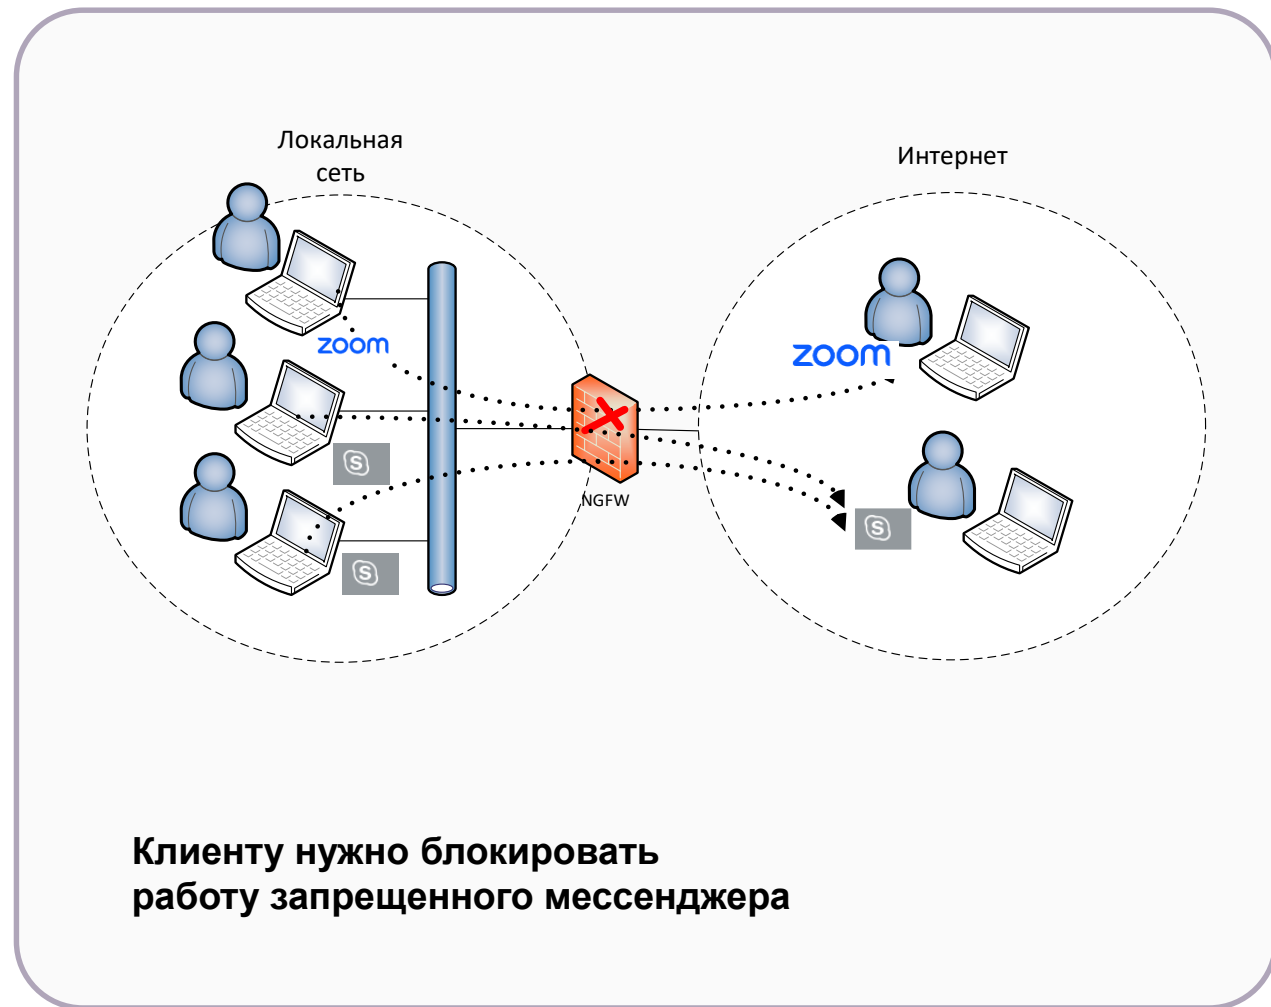 Локальная
сеть
Интернет
zoom
zoom
S
NGFW
S
S
Клиенту нужно блокировать
работу запрещенного мессенджера